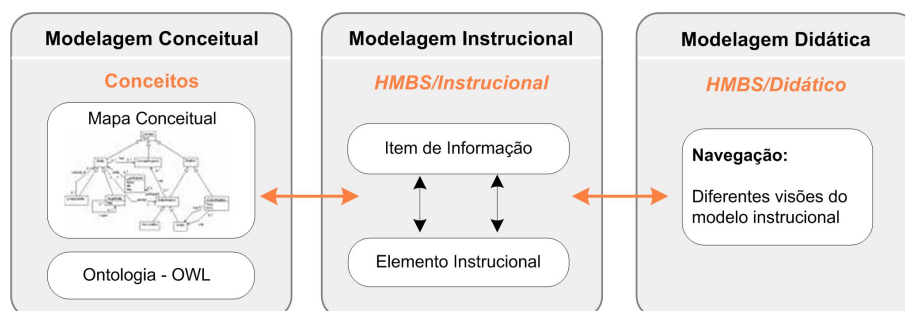 Modelagem Conceitual
Conceitos
Mapa Conceitual
Ontologia - OWL
Modelagem Instrucional
HMBS/Instrucional
Item de Informação
Elemento Instrucional
Modelagem Didática
HMBS/Didático
Navegação:
Diferentes visões do
modelo instrucional